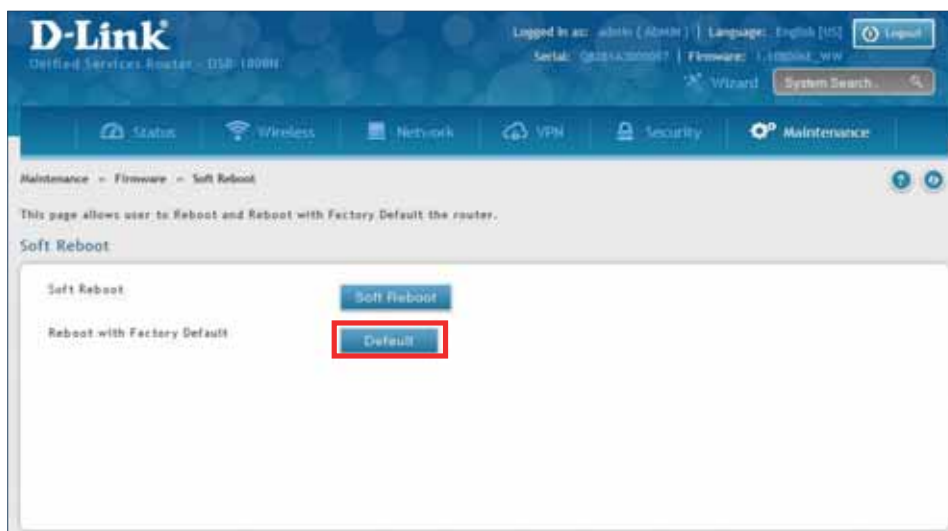 D-Link
Unified Services Router - DSR-1000N
Logged in as: admin ( ADMIN ) | Language: English [US]
Logout
Serial: | Firmware:
Wizard
System Search
Status
Wireless
Network
VPN
Security
Maintenance
Maintenance » Firmware » Soft Reboot
This page allows user to Reboot and Reboot with Factory Default the router.
Soft Reboot
Soft Reboot
Soft Reboot
Reboot with Factory Default
Default